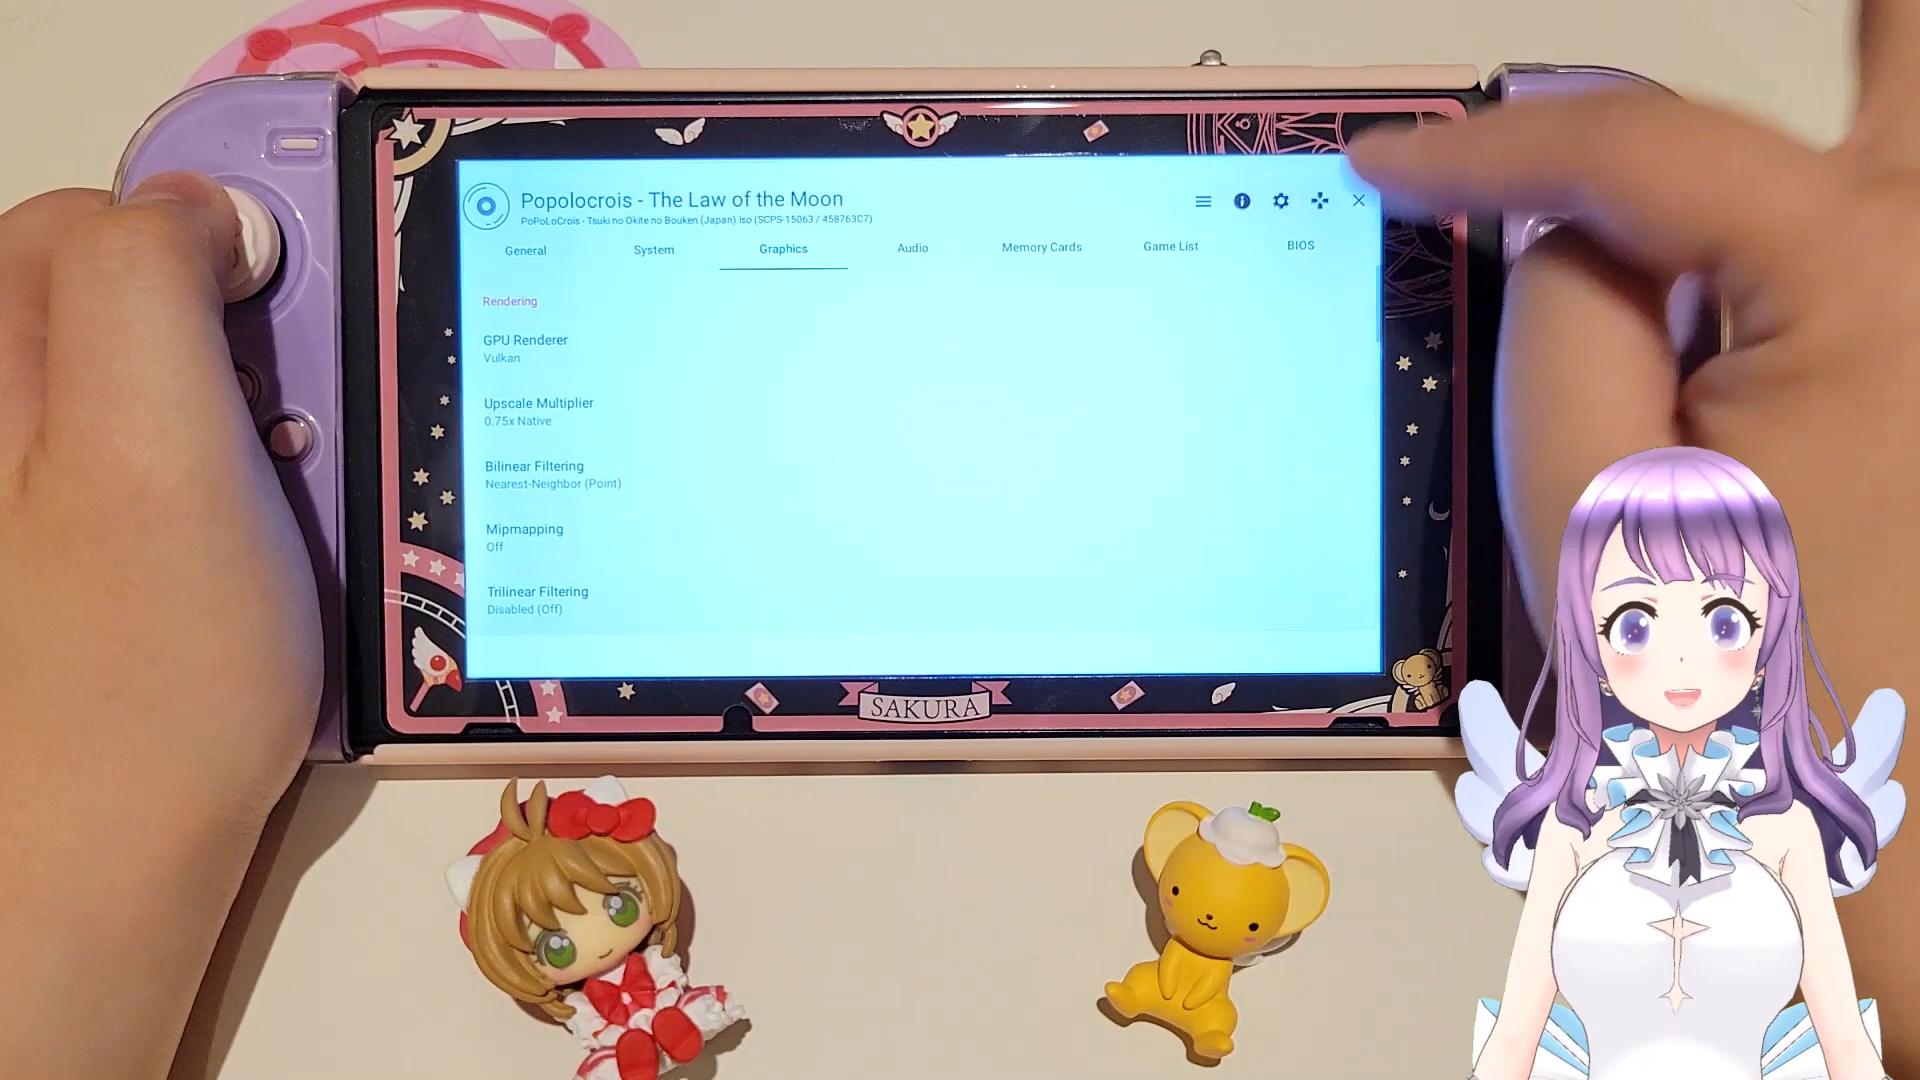 Popolocrois - The Law of the Moon
PoPoLoCrois - Tsuki no Okite no Bouken (Japan) iso (SCPS-15063 / 458763C7)
General System Graphics Audio Memory Cards Game List BIOS
Rendering
GPU Renderer
Vulkan
Upscale Multiplier
0.75x Native
Bilinear Filtering
Nearest-Neighbor (Point)
Mipmapping
Off
Trilinear Filtering
Disabled (Off)
SAKURA